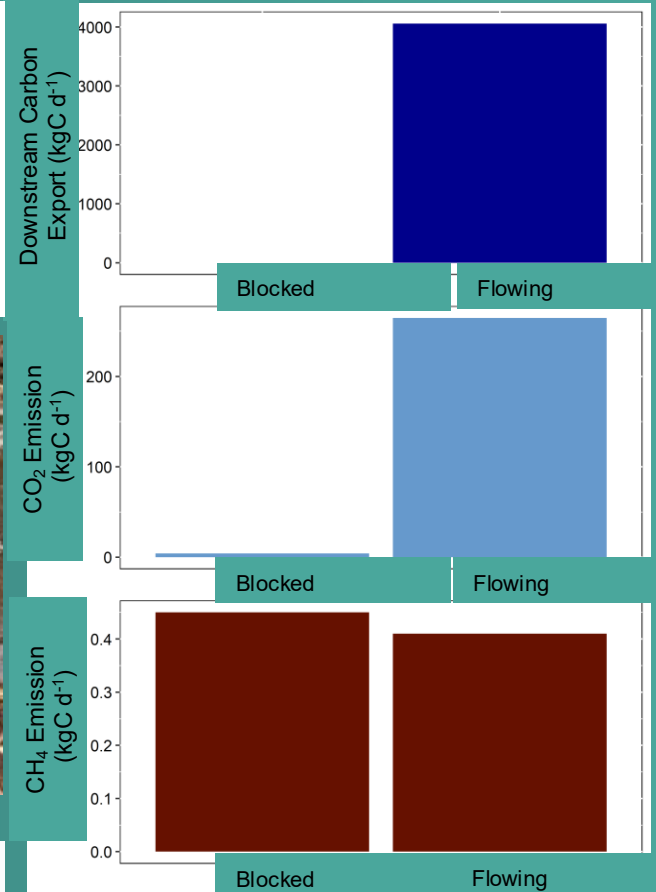 Downstream Carbon
Export (kgC d⁻¹)
4000
3000
2000
1000
0
Blocked
Flowing
CO₂ Emission
(kgC d⁻¹)
200
100
0
Blocked
Flowing
CH₄ Emission
(kgC d⁻¹)
0.4
0.3
0.2
0.1
0.0
Blocked
Flowing